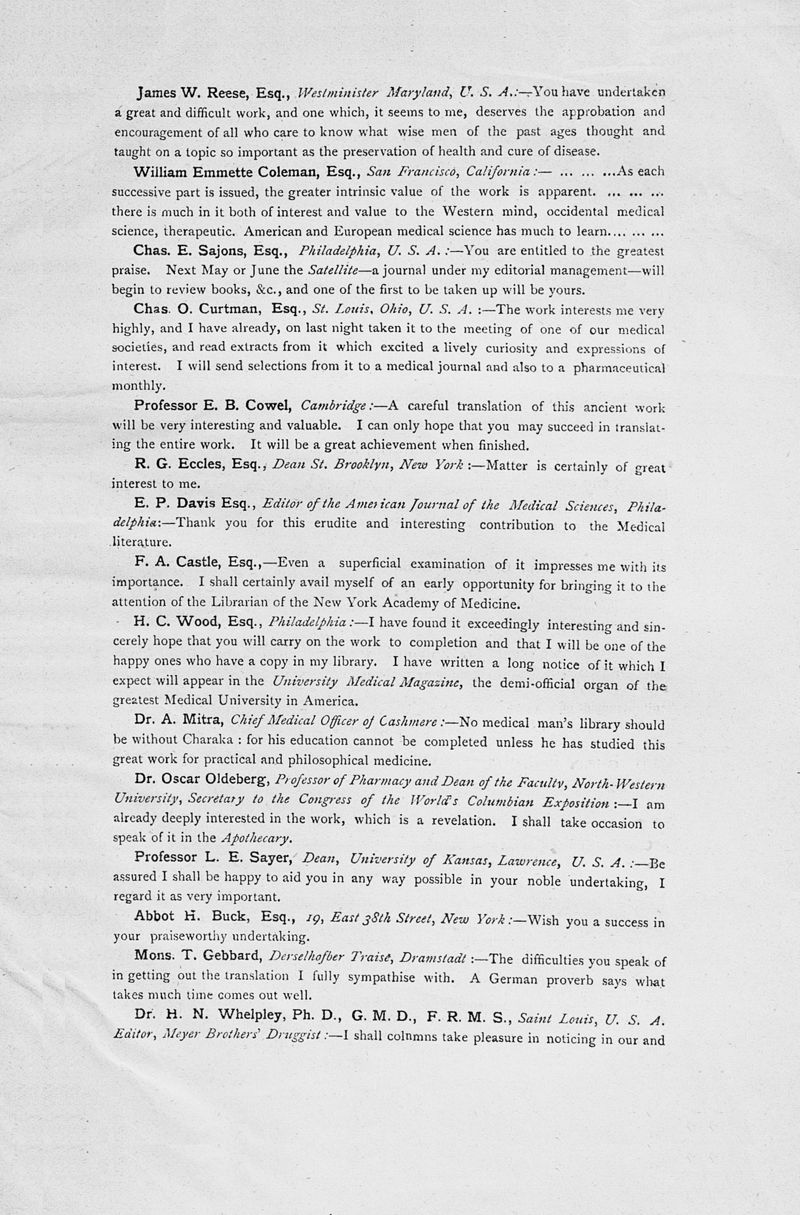 James W. Reese, Esq., Westminister Maryland, U. S. A.:—You have undertaken
a great and difficult work, and one which, it seems to me, deserves the approbation and
encouragement of all who care to know what wise men of the past ages thought and
taught on a topic so important as the preservation of health and cure of disease.
William Emmette Coleman, Esq., San Francisco, California:— ... ... ...As each
successive part is issued, the greater intrinsic value of the work is apparent. ... ... ...
there is much in it both of interest and value to the Western mind, occidental medical
science, therapeutic. American and European medical science has much to learn.... ... ...
Chas. E. Sajons, Esq., Philadelphia, U. S. A. :—You are entitled to the greatest
praise. Next May or June the Satellite—a journal under my editorial management—will
begin to review books, &c., and one of the first to be taken up will be yours.
Chas. O. Curtman, Esq., St. Louis, Ohio, U. S. A. :—The work interests me very
highly, and I have already, on last night taken it to the meeting of one of our medical
societies, and read extracts from it which excited a lively curiosity and expressions of
interest. I will send selections from it to a medical journal and also to a pharmaceutical
monthly.
Professor E. B. Cowel, Cambridge:—A careful translation of this ancient work
will be very interesting and valuable. I can only hope that you may succeed in translat-
ing the entire work. It will be a great achievement when finished.
R. G. Eccles, Esq., Dean St. Brooklyn, New York :—Matter is certainly of great
interest to me.
E. P. Davis Esq., Editor of the American Journal of the Medical Sciences, Phila-
delphia:—Thank you for this erudite and interesting contribution to the Medical
literature.
F. A. Castle, Esq.,—Even a superficial examination of it impresses me with its
importance. I shall certainly avail myself of an early opportunity for bringing it to the
attention of the Librarian of the New York Academy of Medicine.
H. C. Wood, Esq., Philadelphia:—I have found it exceedingly interesting and sin-
cerely hope that you will carry on the work to completion and that I will be one of the
happy ones who have a copy in my library. I have written a long notice of it which I
expect will appear in the University Medical Magazine, the demi-official organ of the
greatest Medical University in America.
Dr. A. Mitra, Chief Medical Officer of Cashmere:—No medical man's library should
be without Charaka : for his education cannot be completed unless he has studied this
great work for practical and philosophical medicine.
Dr. Oscar Oldeberg, Professor of Pharmacy and Dean of the Faculty, North-Western
University, Secretary to the Congress of the World's Columbian Exposition :—I am
already deeply interested in the work, which is a revelation. I shall take occasion to
speak of it in the Apothecary.
Professor L. E. Sayer, Dean, University of Kansas, Lawrence, U. S. A. :—Be
assured I shall be happy to aid you in any way possible in your noble undertaking, I
regard it as very important.
Abbot H. Buck, Esq., 19, East 38th Street, New York:—Wish you a success in
your praiseworthy undertaking.
Mons. T. Gebbard, Derselhofber Traise, Dramstadt :—The difficulties you speak of
in getting out the translation I fully sympathise with. A German proverb says what
takes much time comes out well.
Dr. H. N. Whelpley, Ph. D., G. M. D., F. R. M. S., Saint Louis, U. S. A.
Editor, Meyer Brothers' Druggist:—I shall colnmns take pleasure in noticing in our and